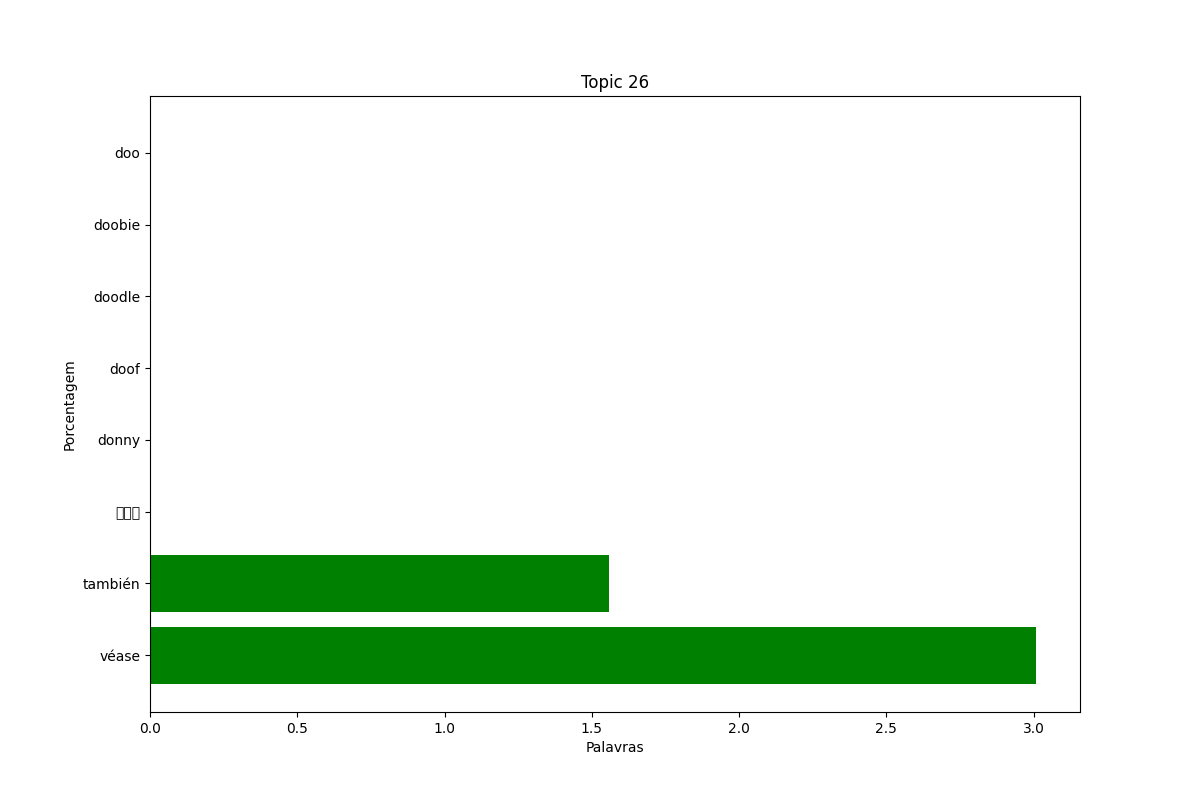 Topic 26
doo
doobie
doodle
doof
donny
también
véase
Porcentagem
0.0 0.5 1.0 1.5 2.0 2.5 3.0
Palavras